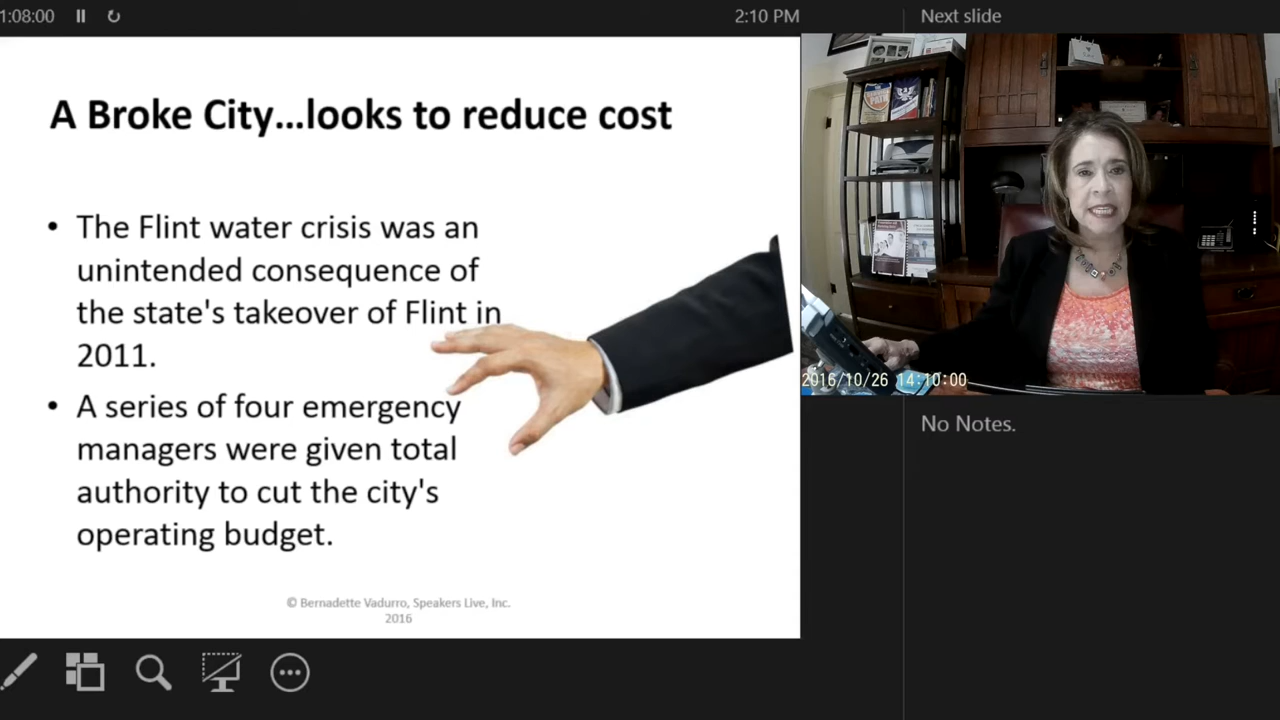 1:08:00
2:10 PM
Next slide
A Broke City...looks to reduce cost
• The Flint water crisis was an
unintended consequence of
the state's takeover of Flint in
2011.
• A series of four emergency
managers were given total
authority to cut the city's
operating budget.
© Bernadette Vadurro, Speakers Live, Inc.
2016
2016/10/26 14:10:00
No Notes.